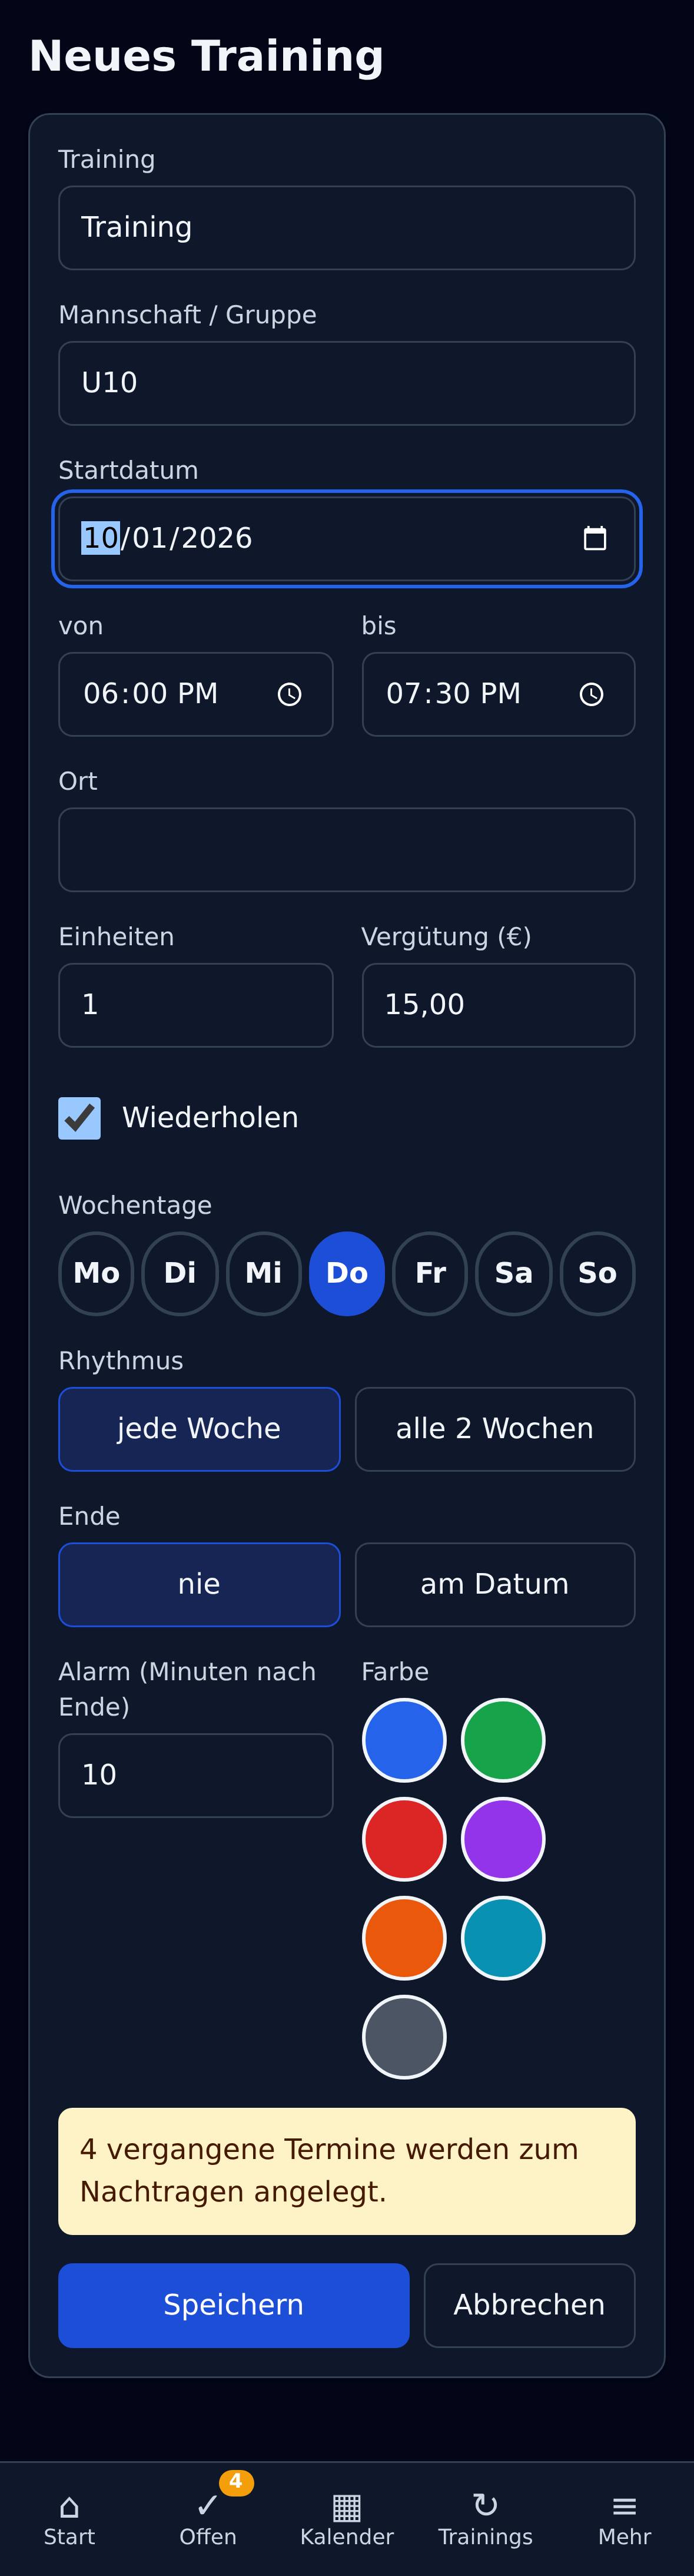 Neues Training
Training
Training
Mannschaft / Gruppe
U10
Startdatum
10/01/2026
von bis
06:00 PM 07:30 PM
Ort
Einheiten Vergütung (€)
1 15,00
Wiederholen
Wochentage
Mo Di Mi Do Fr Sa So
Rhythmus
jede Woche alle 2 Wochen
Ende
nie am Datum
Alarm (Minuten nach Farbe
Ende)
10
4 vergangene Termine werden zum
Nachtragen angelegt.
Speichern Abbrechen
4
Start Offen Kalender Trainings Mehr